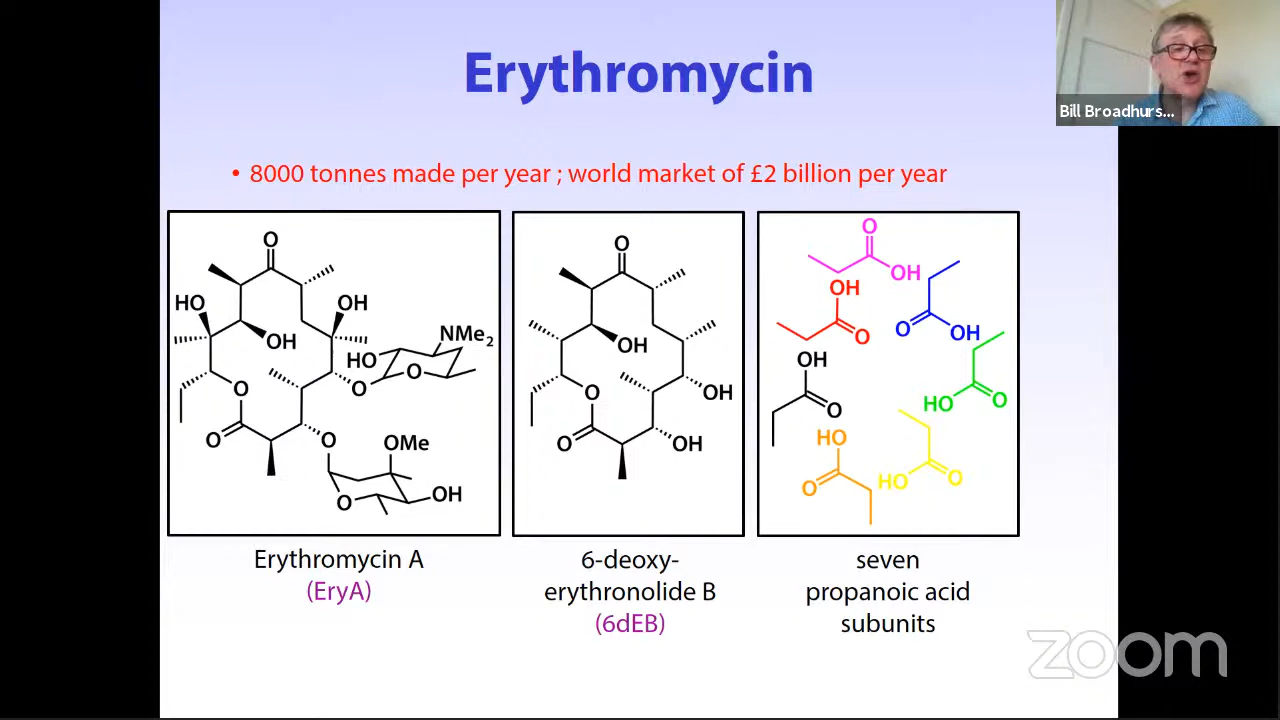 Erythromycin
Bill Broadhurs...
• 8000 tonnes made per year ; world market of £2 billion per year
O
HO
OH
OH
NMe2
HO
O
O
O
O
O
OMe
O
OH
O
OH
O
O
OH
OH
O
OH
OH
O
O
OH
OH
O
HO
O
HO
O
HO
O
Erythromycin A
(EryA)
6-deoxy-
erythronolide B
(6dEB)
seven
propanoic acid
subunits
zoom